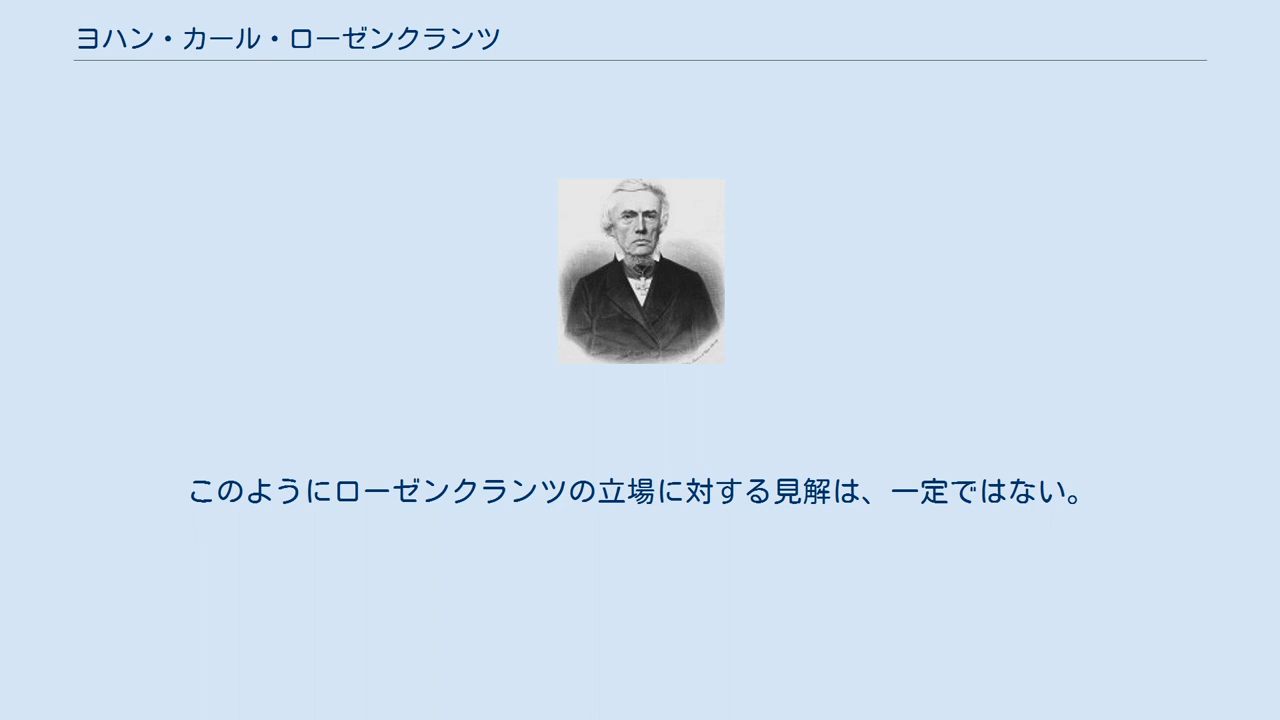 ヨハン・カール・ローゼンクランツ
このようにローゼンクランツの立場に対する見解は、一定ではない。